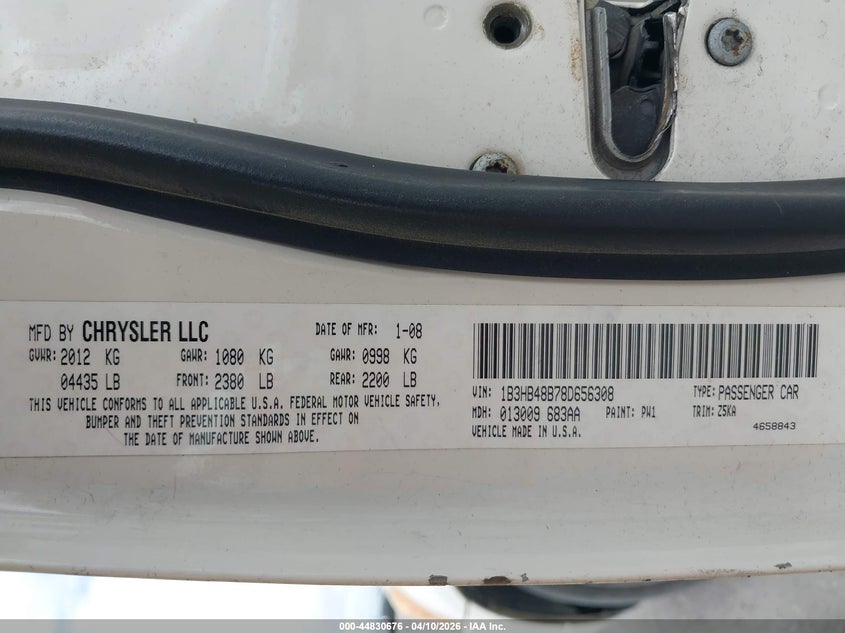 MFD BY CHRYSLER LLC DATE OF MFR: 1-08
GVWR: 2012 KG GAWR: 1080 KG GAWR: 0998 KG
04435 LB FRONT: 2380 LB REAR: 2200 LB
THIS VEHICLE CONFORMS TO ALL APPLICABLE U.S.A. FEDERAL MOTOR VEHICLE SAFETY,
BUMPER AND THEFT PREVENTION STANDARDS IN EFFECT ON
THE DATE OF MANUFACTURE SHOWN ABOVE.
VIN: 1B3HB48B78D656308 TYPE: PASSENGER CAR
MDH: 013009 683AA PAINT: PW1 TRIM: Z5KA
VEHICLE MADE IN U.S.A. 4658843
000-44830676 - 04/10/2026 - IAA Inc.